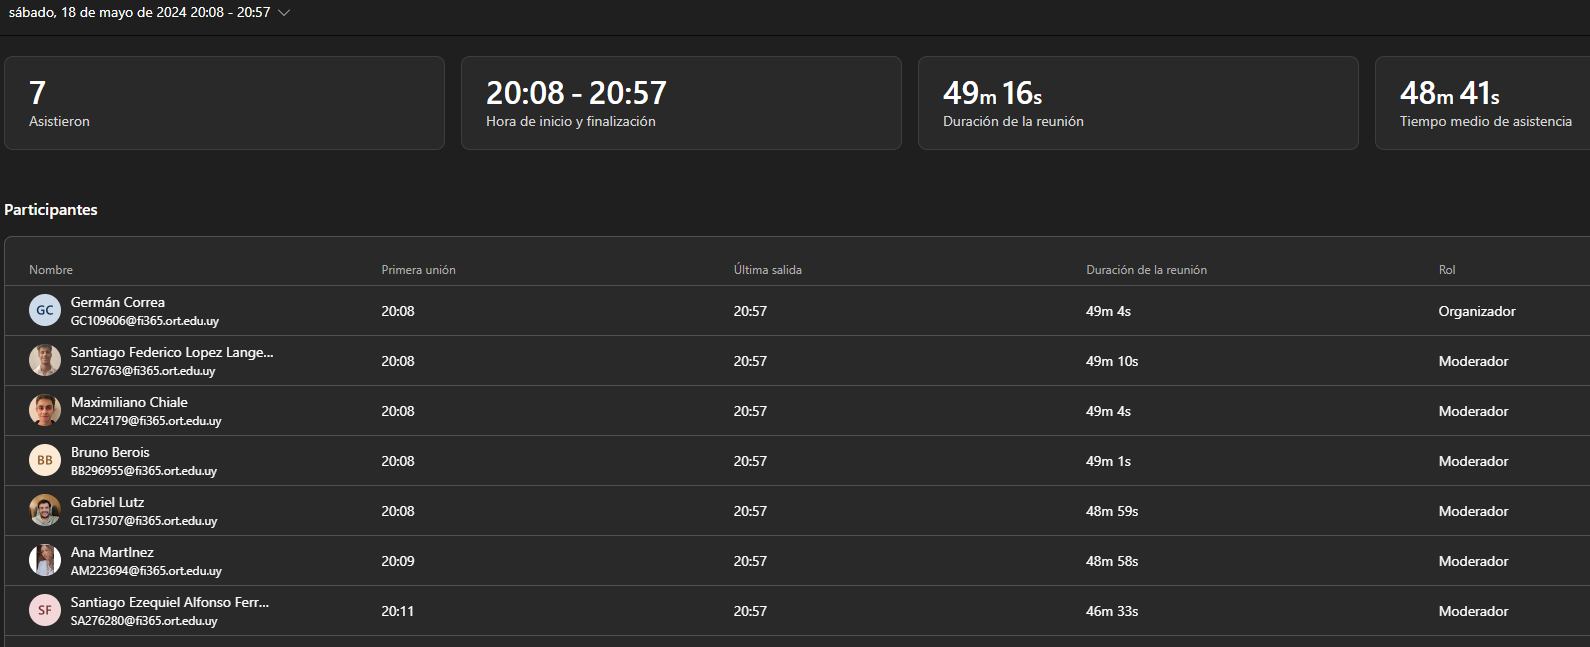 sábado, 18 de mayo de 2024 20:08 - 20:57
7
Asistieron
20:08 - 20:57
Hora de inicio y finalización
49m 16s
Duración de la reunión
48m 41s
Tiempo medio de asistencia
Participantes
Nombre Primera unión Última salida Duración de la reunión Rol
GC Germán Correa
GC109606@fi365.ort.edu.uy
20:08 20:57 49m 4s Organizador
Santiago Federico Lopez Lange...
SL276763@fi365.ort.edu.uy
20:08 20:57 49m 10s Moderador
Maximiliano Chiale
MC224179@fi365.ort.edu.uy
20:08 20:57 49m 4s Moderador
BB Bruno Berois
BB296955@fi365.ort.edu.uy
20:08 20:57 49m 1s Moderador
Gabriel Lutz
GL173507@fi365.ort.edu.uy
20:08 20:57 48m 59s Moderador
Ana MartInez
AM223694@fi365.ort.edu.uy
20:09 20:57 48m 58s Moderador
SF Santiago Ezequiel Alfonso Ferr...
SA276280@fi365.ort.edu.uy
20:11 20:57 46m 33s Moderador